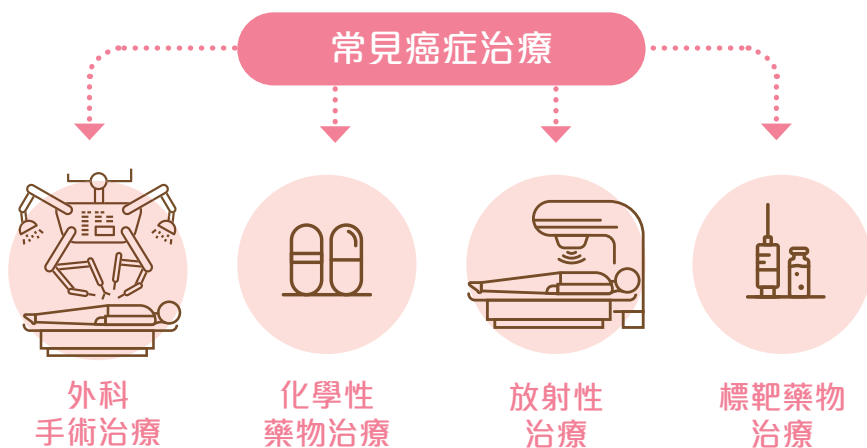 常見癌症治療
外科
手術治療
化學性
藥物治療
放射性
治療
標靶藥物
治療